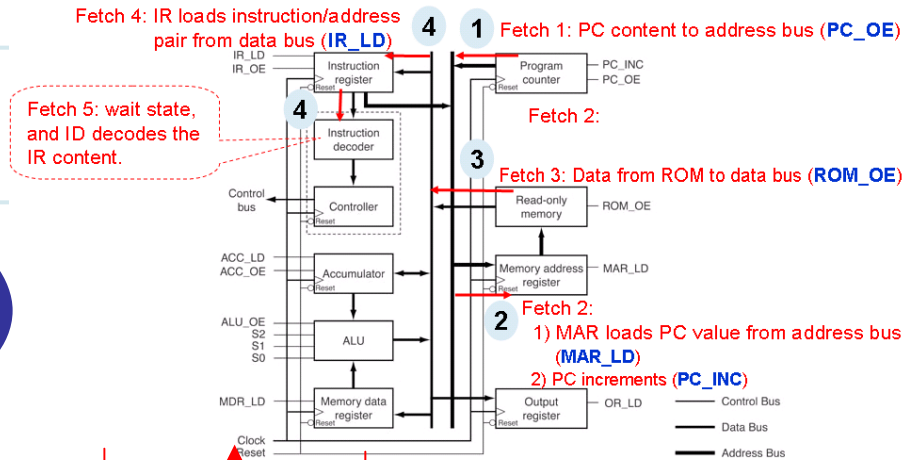 Fetch 4: IR loads instruction/address
pair from data bus (IR_LD)
4
1
Fetch 1: PC content to address bus (PC_OE)
IR_LD
IR_OE
Instruction
register
Reset
Program
counter
Reset
PC_INC
PC_OE
Fetch 5: wait state,
and ID decodes the
IR content.
4
Fetch 2:
Instruction
decoder
3
Fetch 3: Data from ROM to data bus (ROM_OE)
Control
bus
Controller
Reset
Read-only
memory
ROM_OE
ACC_LD
ACC_OE
Accumulator
Memory address
register
Reset
MAR_LD
2
Fetch 2:
1) MAR loads PC value from address bus
(MAR_LD)
2) PC increments (PC_INC)
ALU_OE
S2
S1
S0
ALU
MDR_LD
Memory data
register
Reset
Output
register
Reset
OR_LD
Control Bus
Data Bus
Address Bus
Clock
Reset